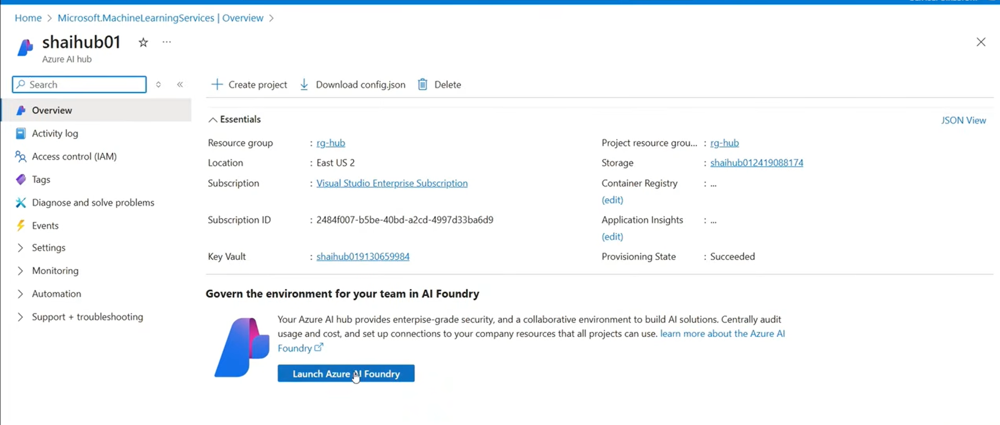 Home > Microsoft.MachineLearningServices | Overview >
shaihub01 ...
Azure AI hub
Search
Create project Download config.json Delete
Overview
Activity log
Access control (IAM)
Tags
Diagnose and solve problems
Events
Settings
Monitoring
Automation
Support + troubleshooting
Essentials
JSON View
Resource group : rg-hub
Location : East US 2
Subscription : Visual Studio Enterprise Subscription
Subscription ID : 2484f007-b5be-40bd-a2cd-4997d33ba6d9
Key Vault : shaihub019130659984
Project resource grou... : rg-hub
Storage : shaihub012419088174
Container Registry : ...
(edit)
Application Insights : ...
(edit)
Provisioning State : Succeeded
Govern the environment for your team in AI Foundry
Your Azure AI hub provides enterpise-grade security, and a collaborative environment to build AI solutions. Centrally audit
usage and cost, and set up connections to your company resources that all projects can use. learn more about the Azure AI
Foundry
Launch Azure AI Foundry